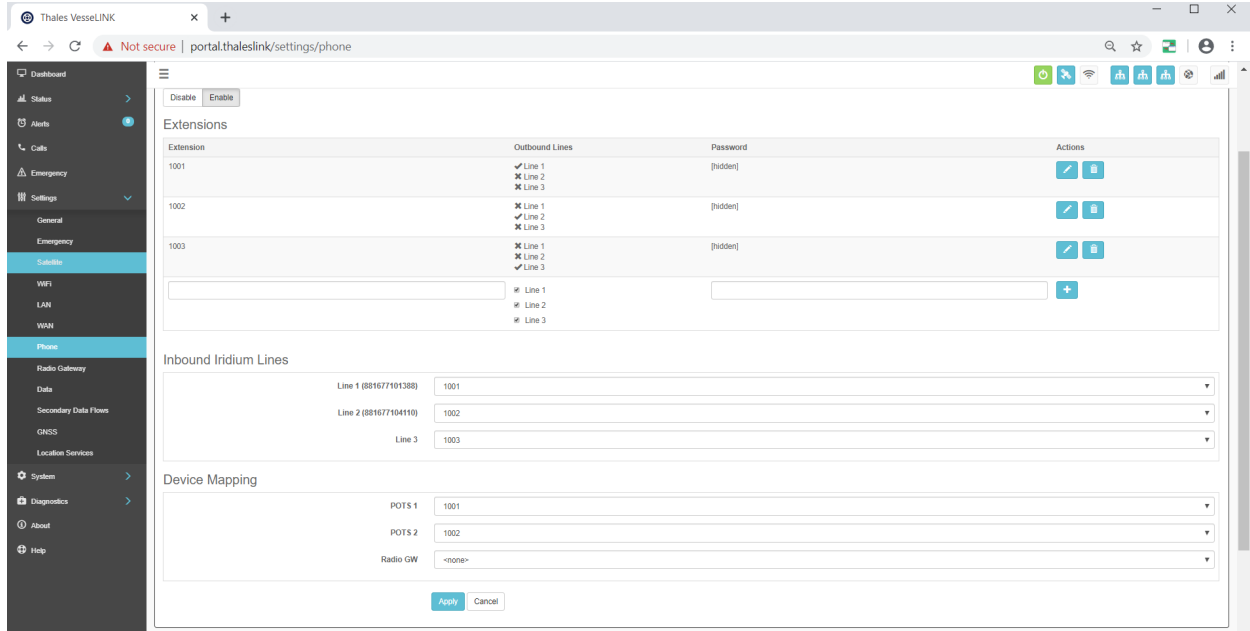 Thales VesseLINK
Not secure | portal.thaleslink/settings/phone
Dashboard
Status
Alerts 0
Calls
Emergency
Settings
General
Emergency
Satellite
WiFi
LAN
WAN
Phone
Radio Gateway
Data
Secondary Data Flows
GNSS
Location Services
System
Diagnostics
About
Help
Disable Enable
Extensions
Extension Outbound Lines Password Actions
1001 Line 1 [hidden]
Line 2
Line 3
1002 Line 1 [hidden]
Line 2
Line 3
1003 Line 1 [hidden]
Line 2
Line 3
Line 1
Line 2
Line 3
Inbound Iridium Lines
Line 1 (881677101388) 1001
Line 2 (881677104110) 1002
Line 3 1003
Device Mapping
POTS 1 1001
POTS 2 1002
Radio GW <none>
Apply Cancel